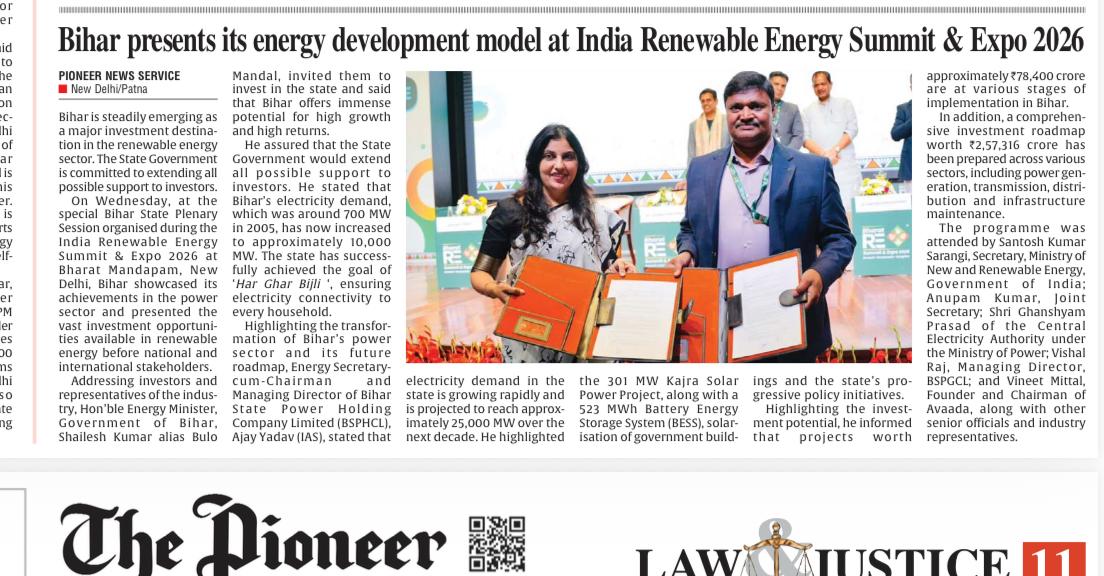 Bihar presents its energy development model at India Renewable Energy Summit & Expo 2026
PIONEER NEWS SERVICE
New Delhi/Patna
Bihar is steadily emerging as
a major investment destina-
tion in the renewable energy
sector. The State Government
is committed to extending all
possible support to investors.
On Wednesday, at the
special Bihar State Plenary
Session organised during the
India Renewable Energy
Summit & Expo 2026 at
Bharat Mandapam, New
Delhi, Bihar showcased its
achievements in the power
sector and presented the
vast investment opportuni-
ties available in renewable
energy before national and
international stakeholders.
Addressing investors and
representatives of the indus-
try, Hon'ble Energy Minister,
Government of Bihar,
Shailesh Kumar alias Bulo
Mandal, invited them to
invest in the state and said
that Bihar offers immense
potential for high growth
and high returns.
He assured that the State
Government would extend
all possible support to
investors. He stated that
Bihar's electricity demand,
which was around 700 MW
in 2005, has now increased
to approximately 10,000
MW. The state has success-
fully achieved the goal of
'Har Ghar Bijli ', ensuring
electricity connectivity to
every household.
Highlighting the transfor-
mation of Bihar's power
sector and its future
roadmap, Energy Secretary-
cum-Chairman and
Managing Director of Bihar
State Power Holding
Company Limited (BSPHCL),
Ajay Yadav (IAS), stated that
electricity demand in the
state is growing rapidly and
is projected to reach approx-
imately 25,000 MW over the
next decade. He highlighted
the 301 MW Kajra Solar
Power Project, along with a
523 MWh Battery Energy
Storage System (BESS), solar-
isation of government build-
ings and the state's pro-
gressive policy initiatives.
Highlighting the invest-
ment potential, he informed
that projects worth
approximately ₹78,400 crore
are at various stages of
implementation in Bihar.
In addition, a comprehen-
sive investment roadmap
worth ₹2,57,316 crore has
been prepared across various
sectors, including power gen-
eration, transmission, distri-
bution and infrastructure
maintenance.
The programme was
attended by Santosh Kumar
Sarangi, Secretary, Ministry of
New and Renewable Energy,
Government of India;
Anupam Kumar, Joint
Secretary; Shri Ghanshyam
Prasad of the Central
Electricity Authority under
the Ministry of Power; Vishal
Raj, Managing Director,
BSPGCL; and Vineet Mittal,
Founder and Chairman of
Avaada, along with other
senior officials and industry
representatives.
The Pioneer
LAW & JUSTICE 11